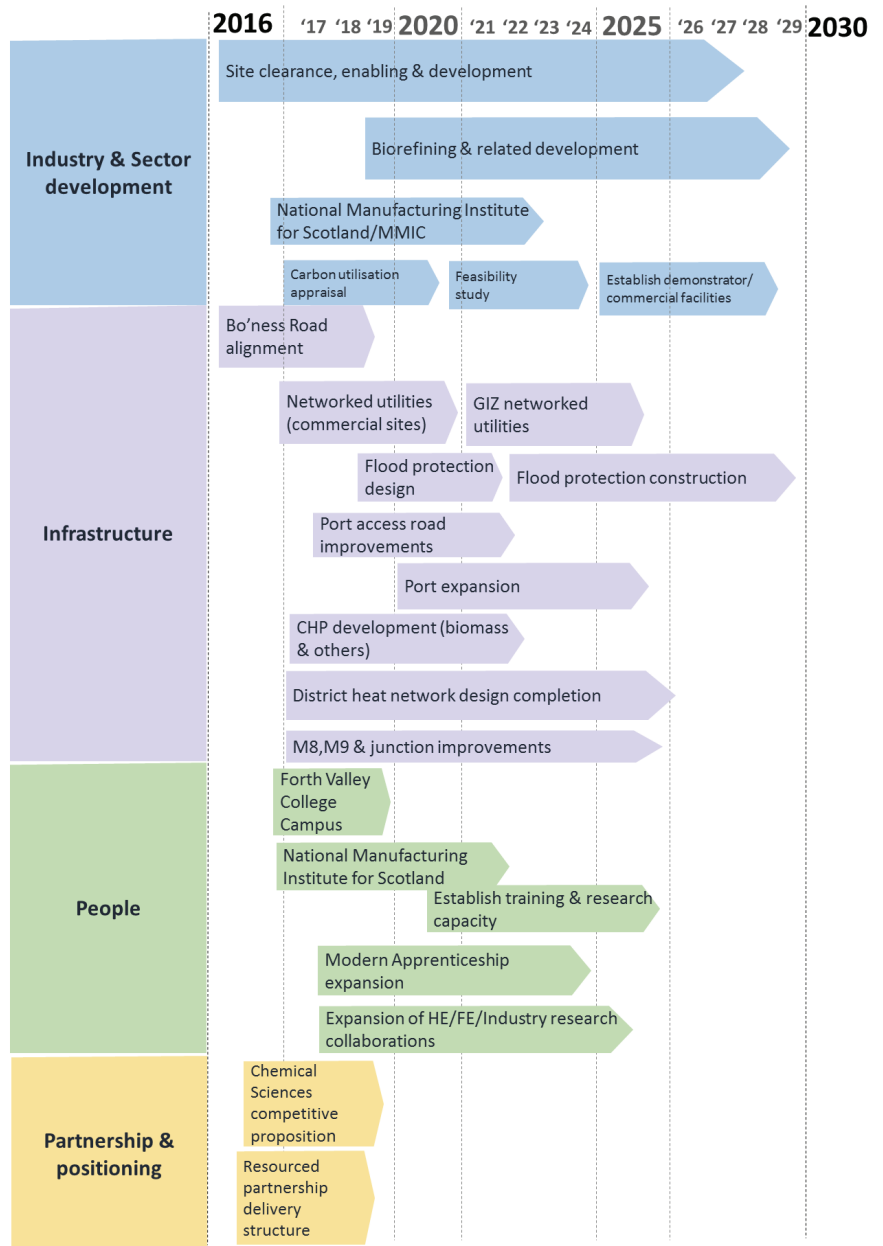 2016 ‘17 ‘18 ‘19 2020 ‘21 ‘22 ‘23 ‘24 2025 ‘26 ‘27 ‘28 ‘29 2030
Industry & Sector
development
Site clearance, enabling & development
Biorefining & related development
National Manufacturing Institute
for Scotland/MMIC
Carbon utilisation
appraisal
Feasibility
study
Establish demonstrator/
commercial facilities
Infrastructure
Bo’ness Road
alignment
Networked utilities
(commercial sites)
GIZ networked
utilities
Flood protection
design
Flood protection construction
Port access road
improvements
Port expansion
CHP development (biomass
& others)
District heat network design completion
M8,M9 & junction improvements
People
Forth Valley
College
Campus
National Manufacturing
Institute for Scotland
Establish training & research
capacity
Modern Apprenticeship
expansion
Expansion of HE/FE/Industry research
collaborations
Partnership &
positioning
Chemical
Sciences
competitive
proposition
Resourced
partnership
delivery
structure